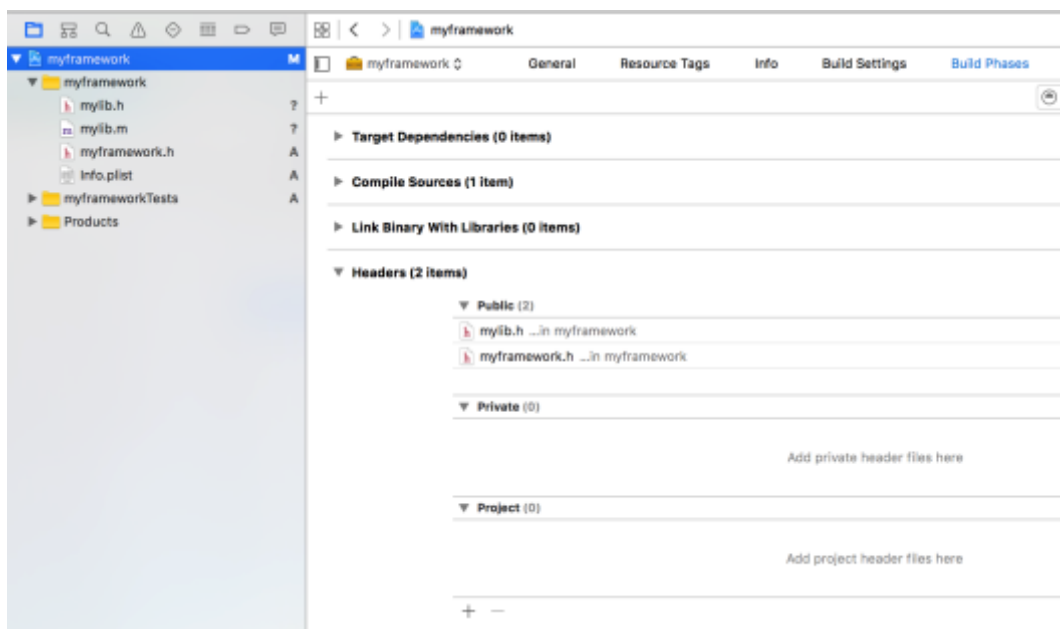 myframework
myframework M
myframework General Resource Tags Info Build Settings Build Phases
myframework
mylib.h ?
mylib.m ?
myframework.h A
Info.plist A
myframeworkTests A
Products
+
Target Dependencies (0 items)
Compile Sources (1 item)
Link Binary With Libraries (0 items)
Headers (2 items)
Public (2)
mylib.h ...in myframework
myframework.h ...in myframework
Private (0)
Add private header files here
Project (0)
Add project header files here
+ −